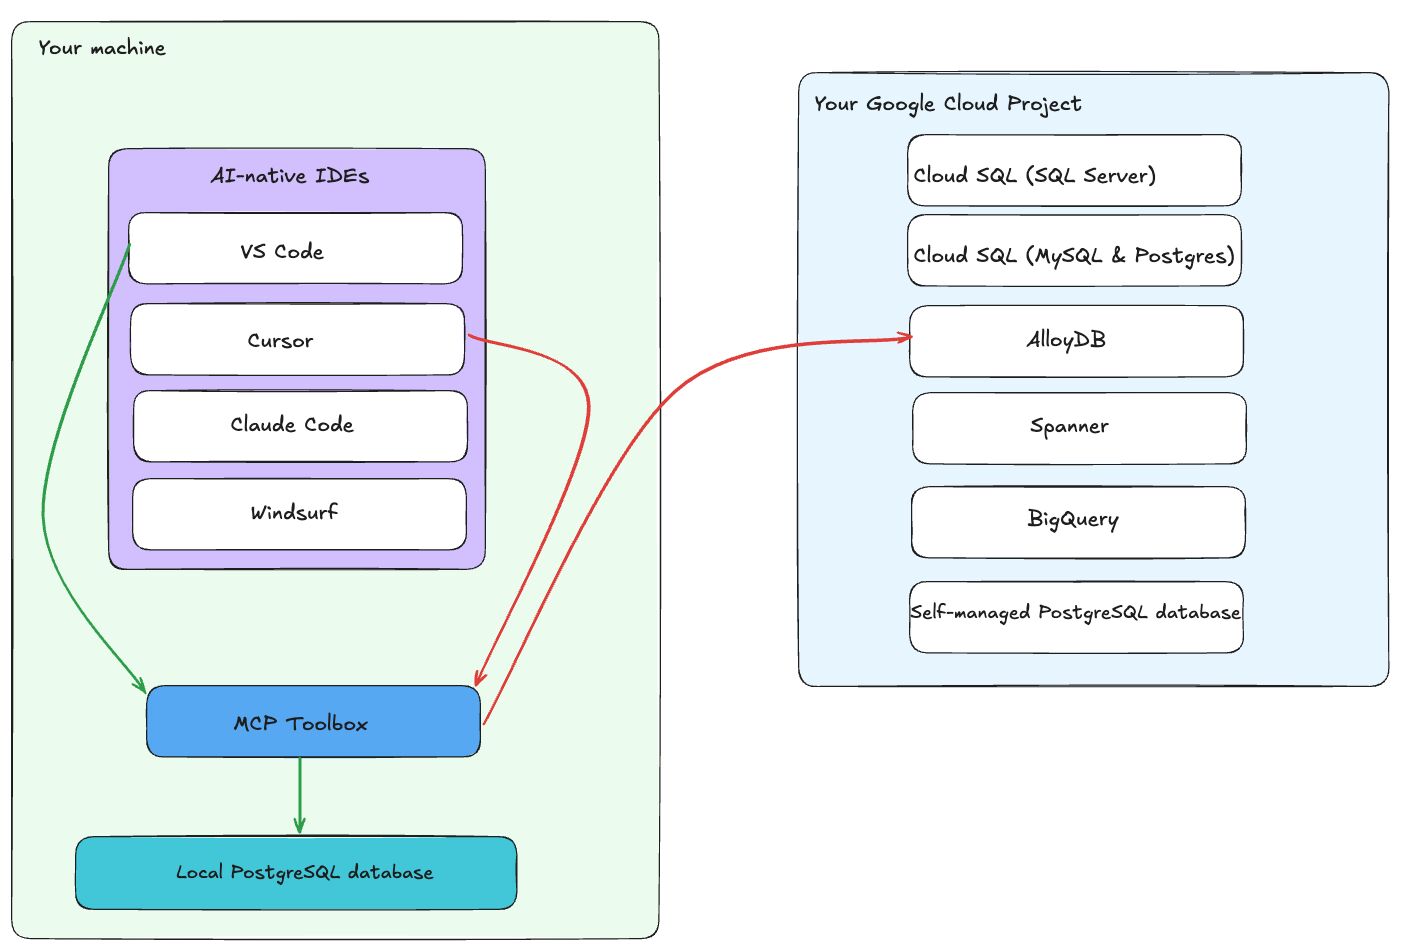 Your machine
AI-native IDEs
VS Code
Cursor
Claude Code
Windsurf
MCP Toolbox
Local PostgreSQL database
Your Google Cloud Project
Cloud SQL (SQL Server)
Cloud SQL (MySQL & Postgres)
AlloyDB
Spanner
BigQuery
Self-managed PostgreSQL database